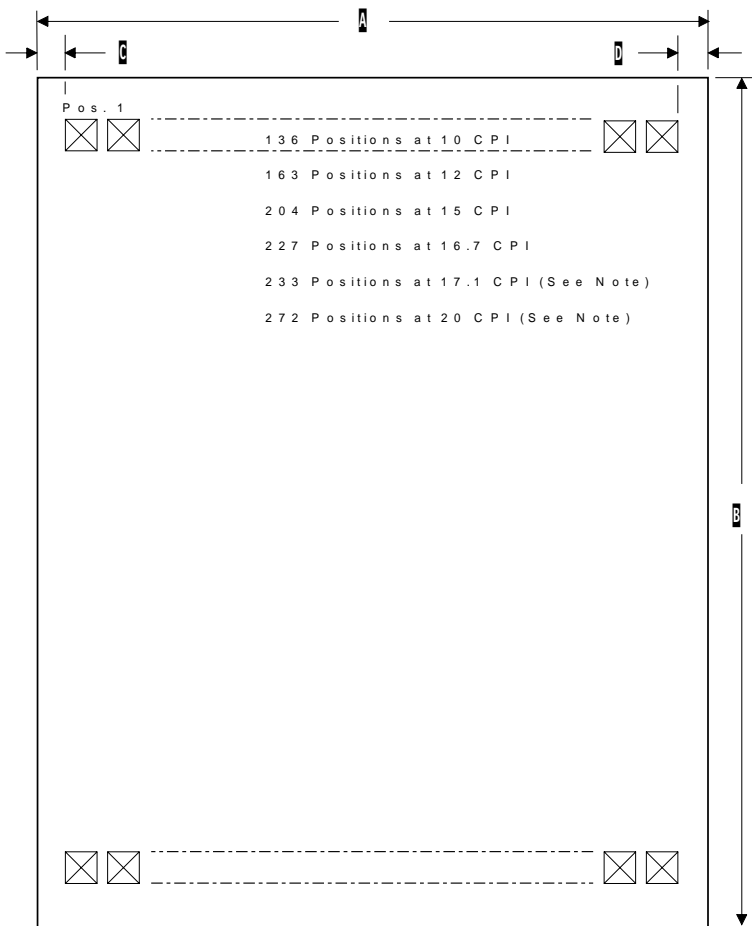 A
C D
Pos. 1
136 Positions at 10 CPI
163 Positions at 12 CPI
204 Positions at 15 CPI
227 Positions at 16.7 CPI
233 Positions at 17.1 CPI (See Note)
272 Positions at 20 CPI (See Note)
B